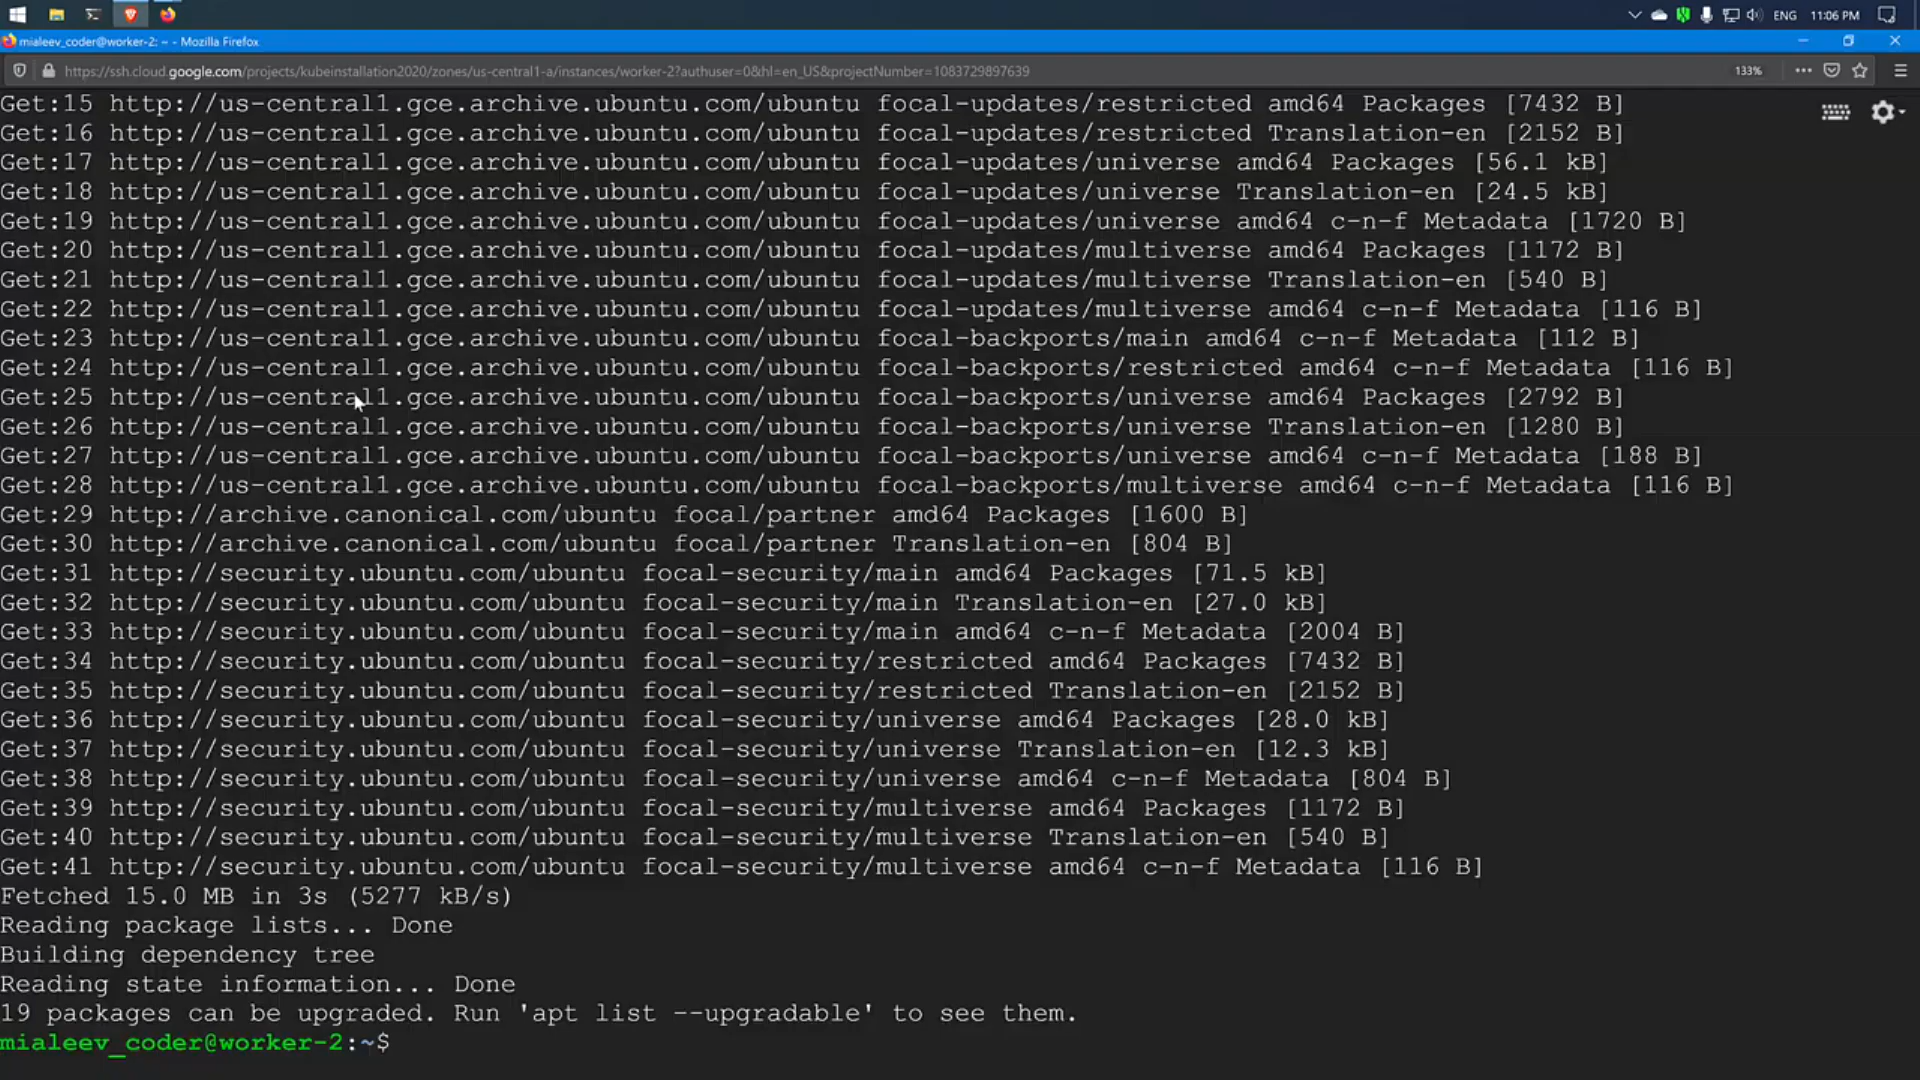 ENG 11:06 PM
mialeev_coder@worker-2: ~ - Mozilla Firefox
https://ssh.cloud.google.com/projects/kubeinstallation2020/zones/us-central1-a/instances/worker-2?authuser=0&hl=en_US&projectNumber=1083729897639 133%
Get:15 http://us-central1.gce.archive.ubuntu.com/ubuntu focal-updates/restricted amd64 Packages [7432 B]
Get:16 http://us-central1.gce.archive.ubuntu.com/ubuntu focal-updates/restricted Translation-en [2152 B]
Get:17 http://us-central1.gce.archive.ubuntu.com/ubuntu focal-updates/universe amd64 Packages [56.1 kB]
Get:18 http://us-central1.gce.archive.ubuntu.com/ubuntu focal-updates/universe Translation-en [24.5 kB]
Get:19 http://us-central1.gce.archive.ubuntu.com/ubuntu focal-updates/universe amd64 c-n-f Metadata [1720 B]
Get:20 http://us-central1.gce.archive.ubuntu.com/ubuntu focal-updates/multiverse amd64 Packages [1172 B]
Get:21 http://us-central1.gce.archive.ubuntu.com/ubuntu focal-updates/multiverse Translation-en [540 B]
Get:22 http://us-central1.gce.archive.ubuntu.com/ubuntu focal-updates/multiverse amd64 c-n-f Metadata [116 B]
Get:23 http://us-central1.gce.archive.ubuntu.com/ubuntu focal-backports/main amd64 c-n-f Metadata [112 B]
Get:24 http://us-central1.gce.archive.ubuntu.com/ubuntu focal-backports/restricted amd64 c-n-f Metadata [116 B]
Get:25 http://us-central1.gce.archive.ubuntu.com/ubuntu focal-backports/universe amd64 Packages [2792 B]
Get:26 http://us-central1.gce.archive.ubuntu.com/ubuntu focal-backports/universe Translation-en [1280 B]
Get:27 http://us-central1.gce.archive.ubuntu.com/ubuntu focal-backports/universe amd64 c-n-f Metadata [188 B]
Get:28 http://us-central1.gce.archive.ubuntu.com/ubuntu focal-backports/multiverse amd64 c-n-f Metadata [116 B]
Get:29 http://archive.canonical.com/ubuntu focal/partner amd64 Packages [1600 B]
Get:30 http://archive.canonical.com/ubuntu focal/partner Translation-en [804 B]
Get:31 http://security.ubuntu.com/ubuntu focal-security/main amd64 Packages [71.5 kB]
Get:32 http://security.ubuntu.com/ubuntu focal-security/main Translation-en [27.0 kB]
Get:33 http://security.ubuntu.com/ubuntu focal-security/main amd64 c-n-f Metadata [2004 B]
Get:34 http://security.ubuntu.com/ubuntu focal-security/restricted amd64 Packages [7432 B]
Get:35 http://security.ubuntu.com/ubuntu focal-security/restricted Translation-en [2152 B]
Get:36 http://security.ubuntu.com/ubuntu focal-security/universe amd64 Packages [28.0 kB]
Get:37 http://security.ubuntu.com/ubuntu focal-security/universe Translation-en [12.3 kB]
Get:38 http://security.ubuntu.com/ubuntu focal-security/universe amd64 c-n-f Metadata [804 B]
Get:39 http://security.ubuntu.com/ubuntu focal-security/multiverse amd64 Packages [1172 B]
Get:40 http://security.ubuntu.com/ubuntu focal-security/multiverse Translation-en [540 B]
Get:41 http://security.ubuntu.com/ubuntu focal-security/multiverse amd64 c-n-f Metadata [116 B]
Fetched 15.0 MB in 3s (5277 kB/s)
Reading package lists... Done
Building dependency tree
Reading state information... Done
19 packages can be upgraded. Run 'apt list --upgradable' to see them.
mialeev_coder@worker-2:~$